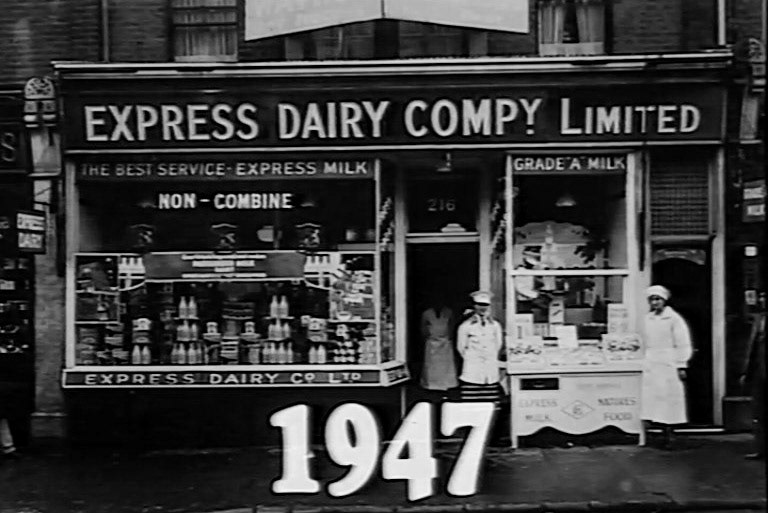 EXPRESS DAIRY COMPY. LIMITED
THE BEST SERVICE-EXPRESS MILK
GRADE "A" MILK
NON-COMBINE
216
EXPRESS
DAIRY
EXPRESS DAIRY CO LTD
EXPRESS NATURES
MILK FOOD
1947